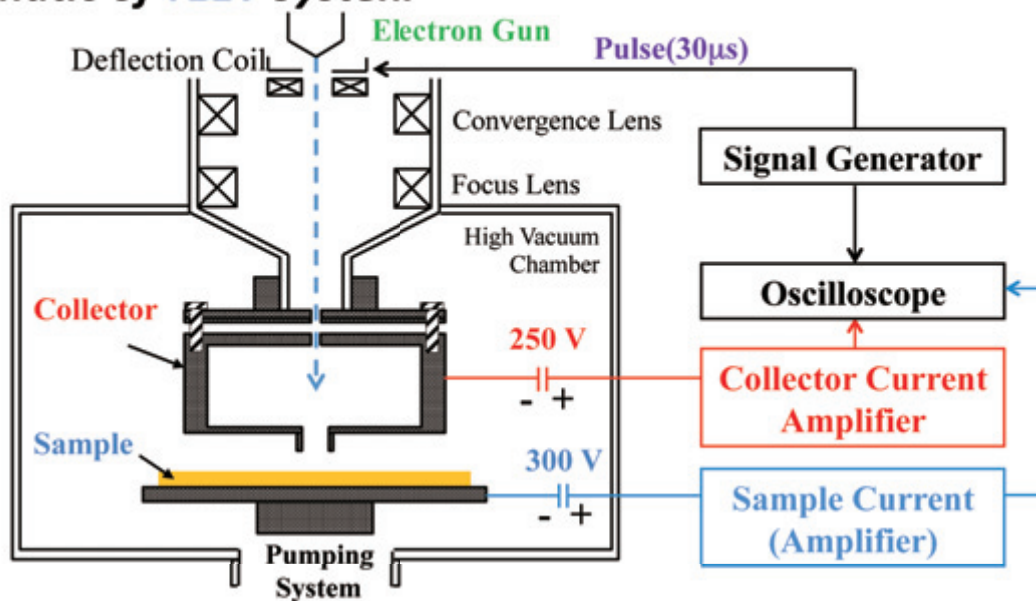 System.
Electron Gun
Deflection Coil
Pulse(30μs)
Convergence Lens
Signal Generator
Focus Lens
High Vacuum
Chamber
Oscilloscope
Collector
250 V
- +
Collector Current
Amplifier
Sample
300 V
- +
Sample Current
(Amplifier)
Pumping
System